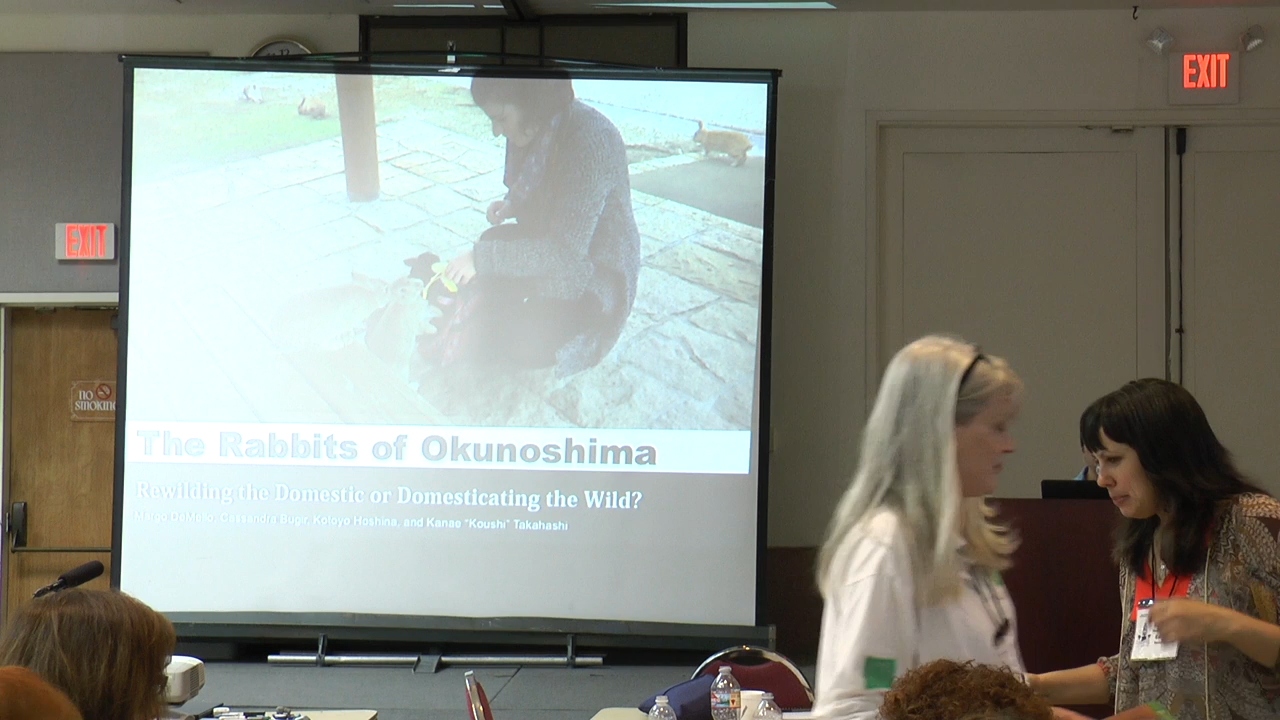 EXIT
EXIT
NO
SMOKING
The Rabbits of Okunoshima
Rewilding the Domestic or Domesticating the Wild?
Margo DeMello, Cassandra Bugir, Kotoyo Hoshina, and Kanae "Koushi" Takahashi